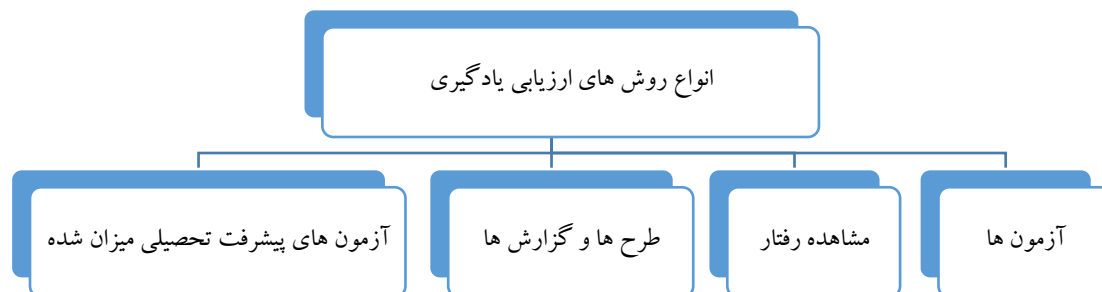 انواع روش های ارزیابی یادگیری
آزمون ها
مشاهده رفتار
طرح ها و گزارش ها
آزمون های پیشرفت تحصیلی میزان شده